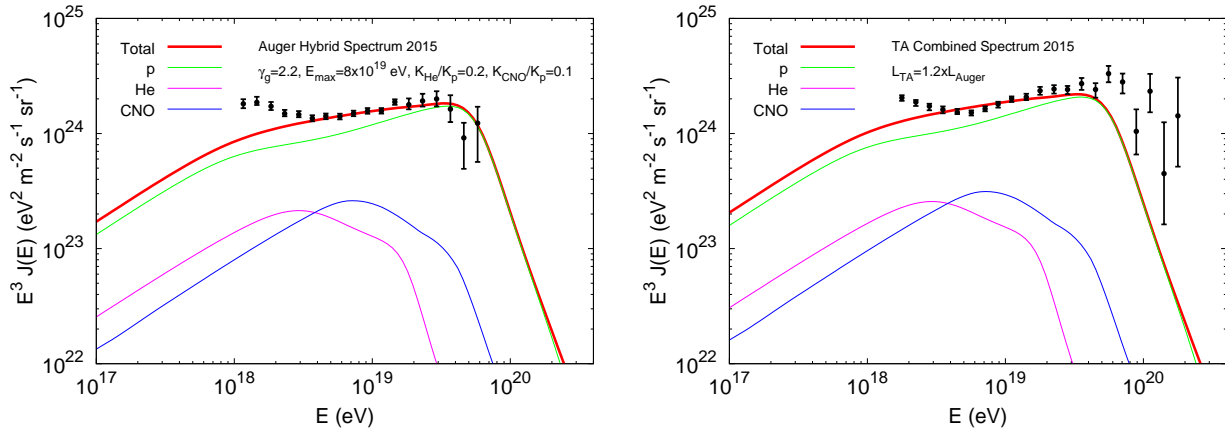 10^25
10^24
10^23
10^22
E^3 J(E) (eV^2 m^-2 s^-1 sr^-1)
Total
p
He
CNO
Auger Hybrid Spectrum 2015
γ_g=2.2, E_max=8x10^19 eV, K_He/K_p=0.2, K_CNO/K_p=0.1
10^17 10^18 10^19 10^20
E (eV)
10^25
10^24
10^23
10^22
E^3 J(E) (eV^2 m^-2 s^-1 sr^-1)
Total
p
He
CNO
TA Combined Spectrum 2015
L_TA=1.2xL_Auger
10^17 10^18 10^19 10^20
E (eV)